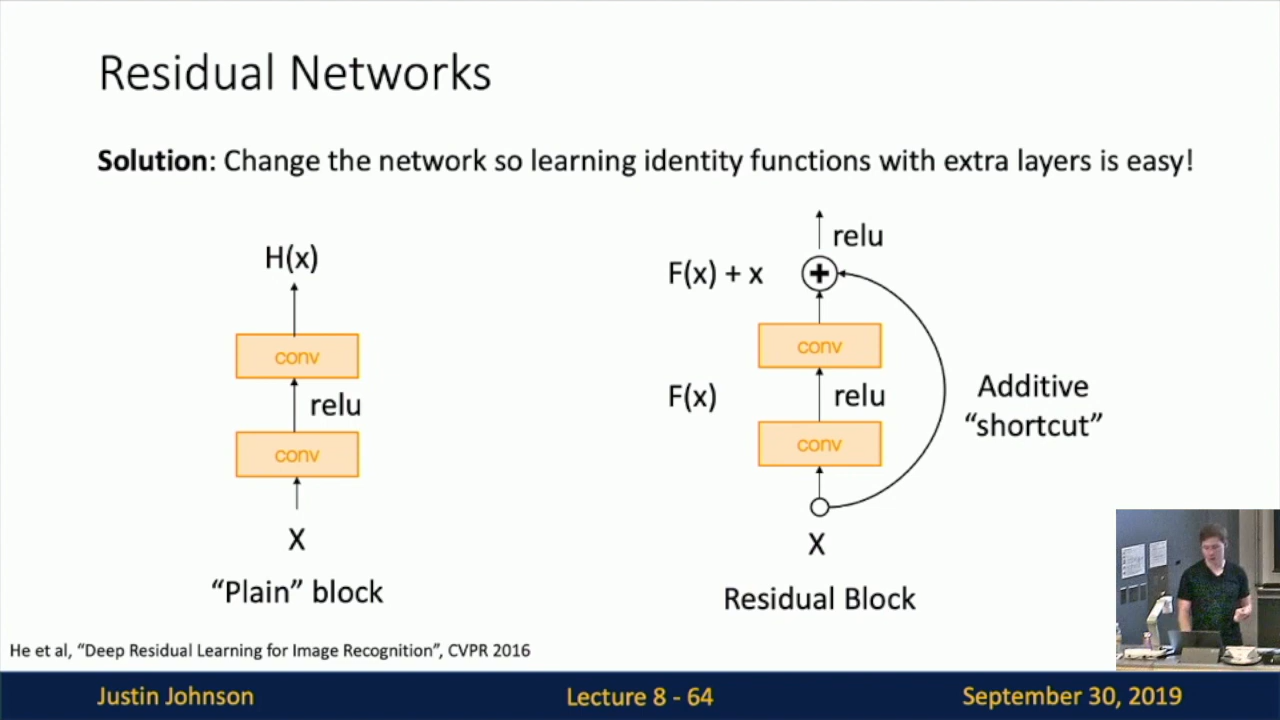 Residual Networks
Solution: Change the network so learning identity functions with extra layers is easy!
H(x)
conv
relu
conv
X
"Plain" block
relu
F(x) + x
+
conv
F(x)
relu
conv
Additive
"shortcut"
X
Residual Block
He et al, "Deep Residual Learning for Image Recognition", CVPR 2016
Justin Johnson
Lecture 8 - 64
September 30, 2019